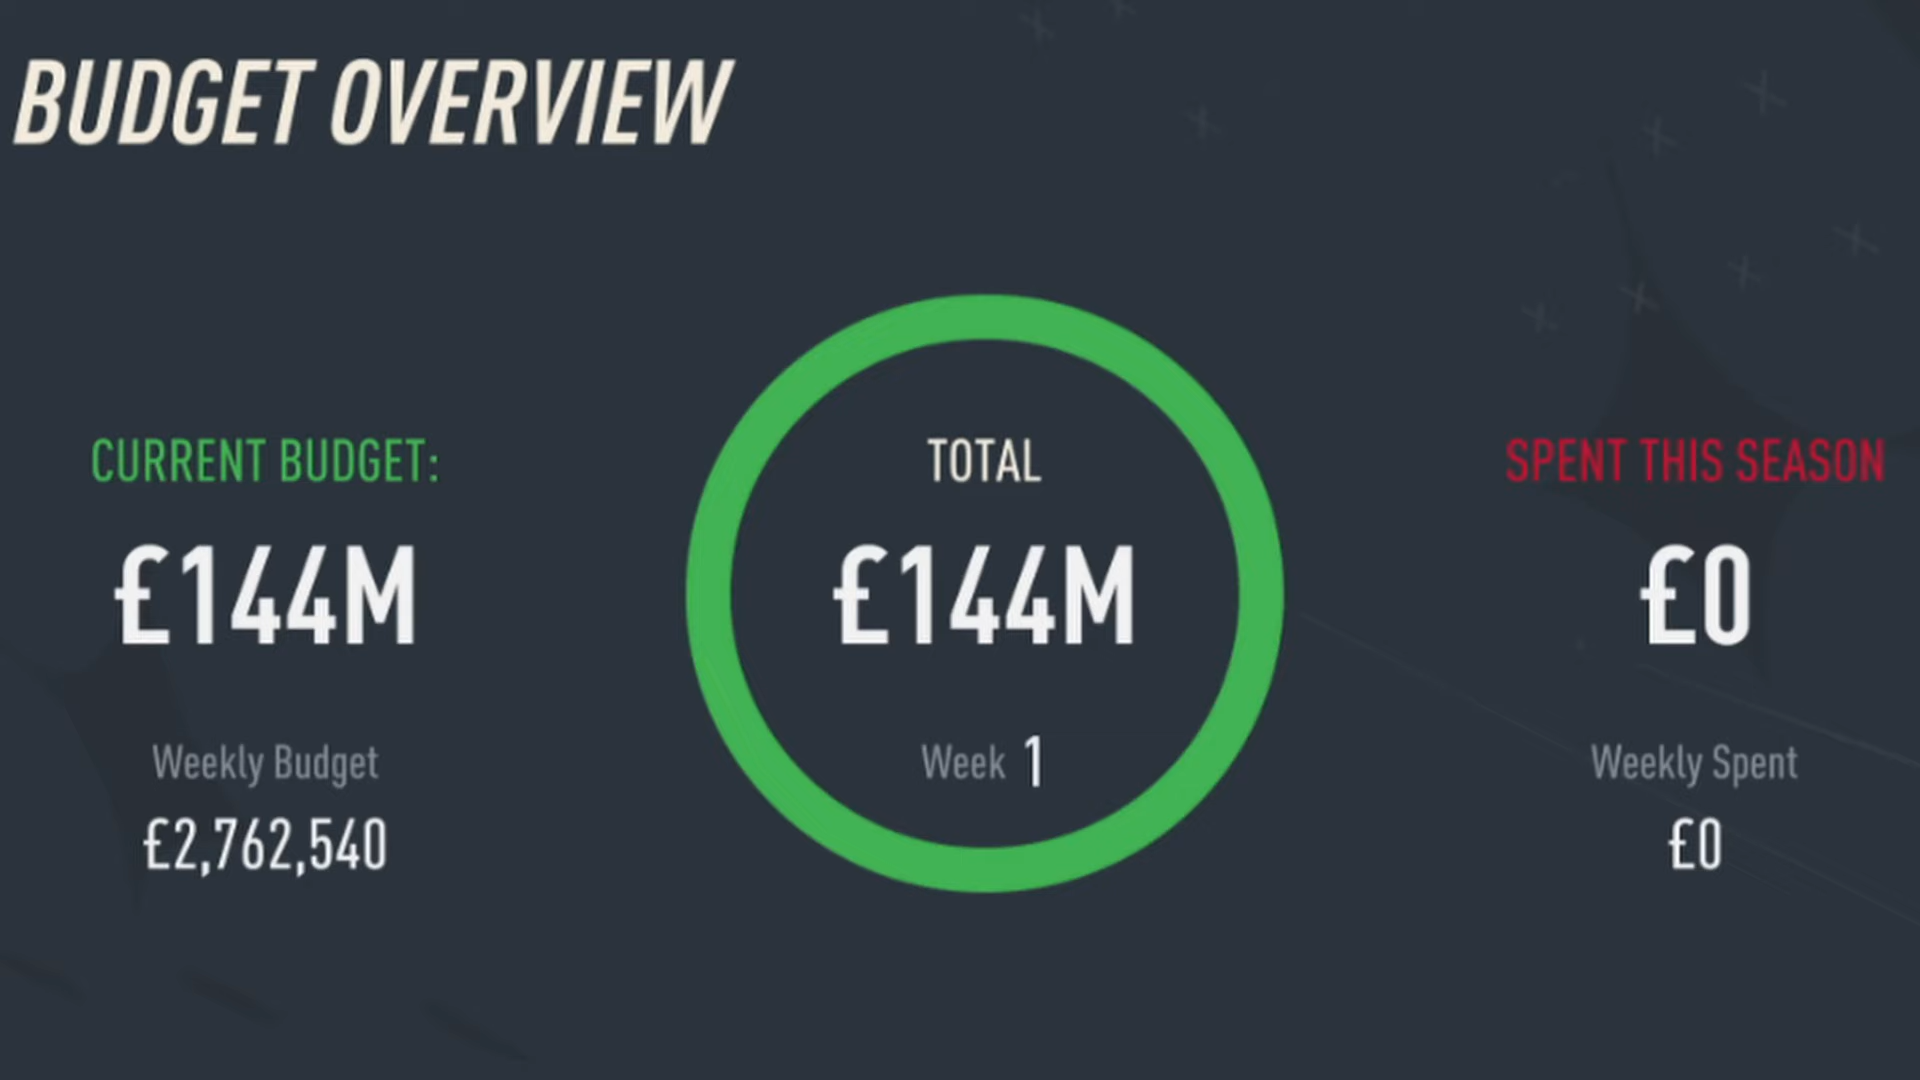 BUDGET OVERVIEW
CURRENT BUDGET:
£144M
Weekly Budget
£2,762,540
TOTAL
£144M
Week 1
SPENT THIS SEASON
£0
Weekly Spent
£0